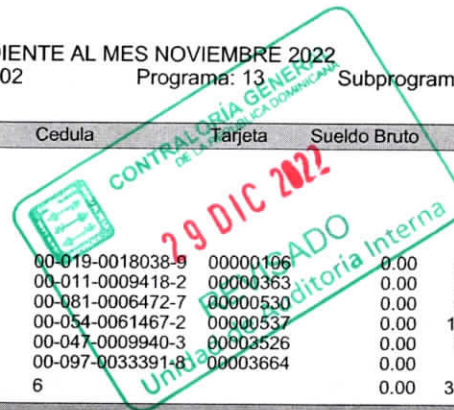 DIENTE AL MES NOVIEMBRE 2022
02 Programa: 13 Subprogram
Cedula Tarjeta Sueldo Bruto
CONTRALORÍA GENERAL
DE LA REPÚBLICA DOMINICANA
29 DIC 2022
REVISADO
Unidad de Auditoría Interna
00-019-0018038-9 00000106 0.00
00-011-0009418-2 00000363 0.00
00-081-0006472-7 00000530 0.00
00-054-0061467-2 00000537 0.00 1
00-047-0009940-3 00003526 0.00
00-097-0033391-8 00003664 0.00
6 0.00 3